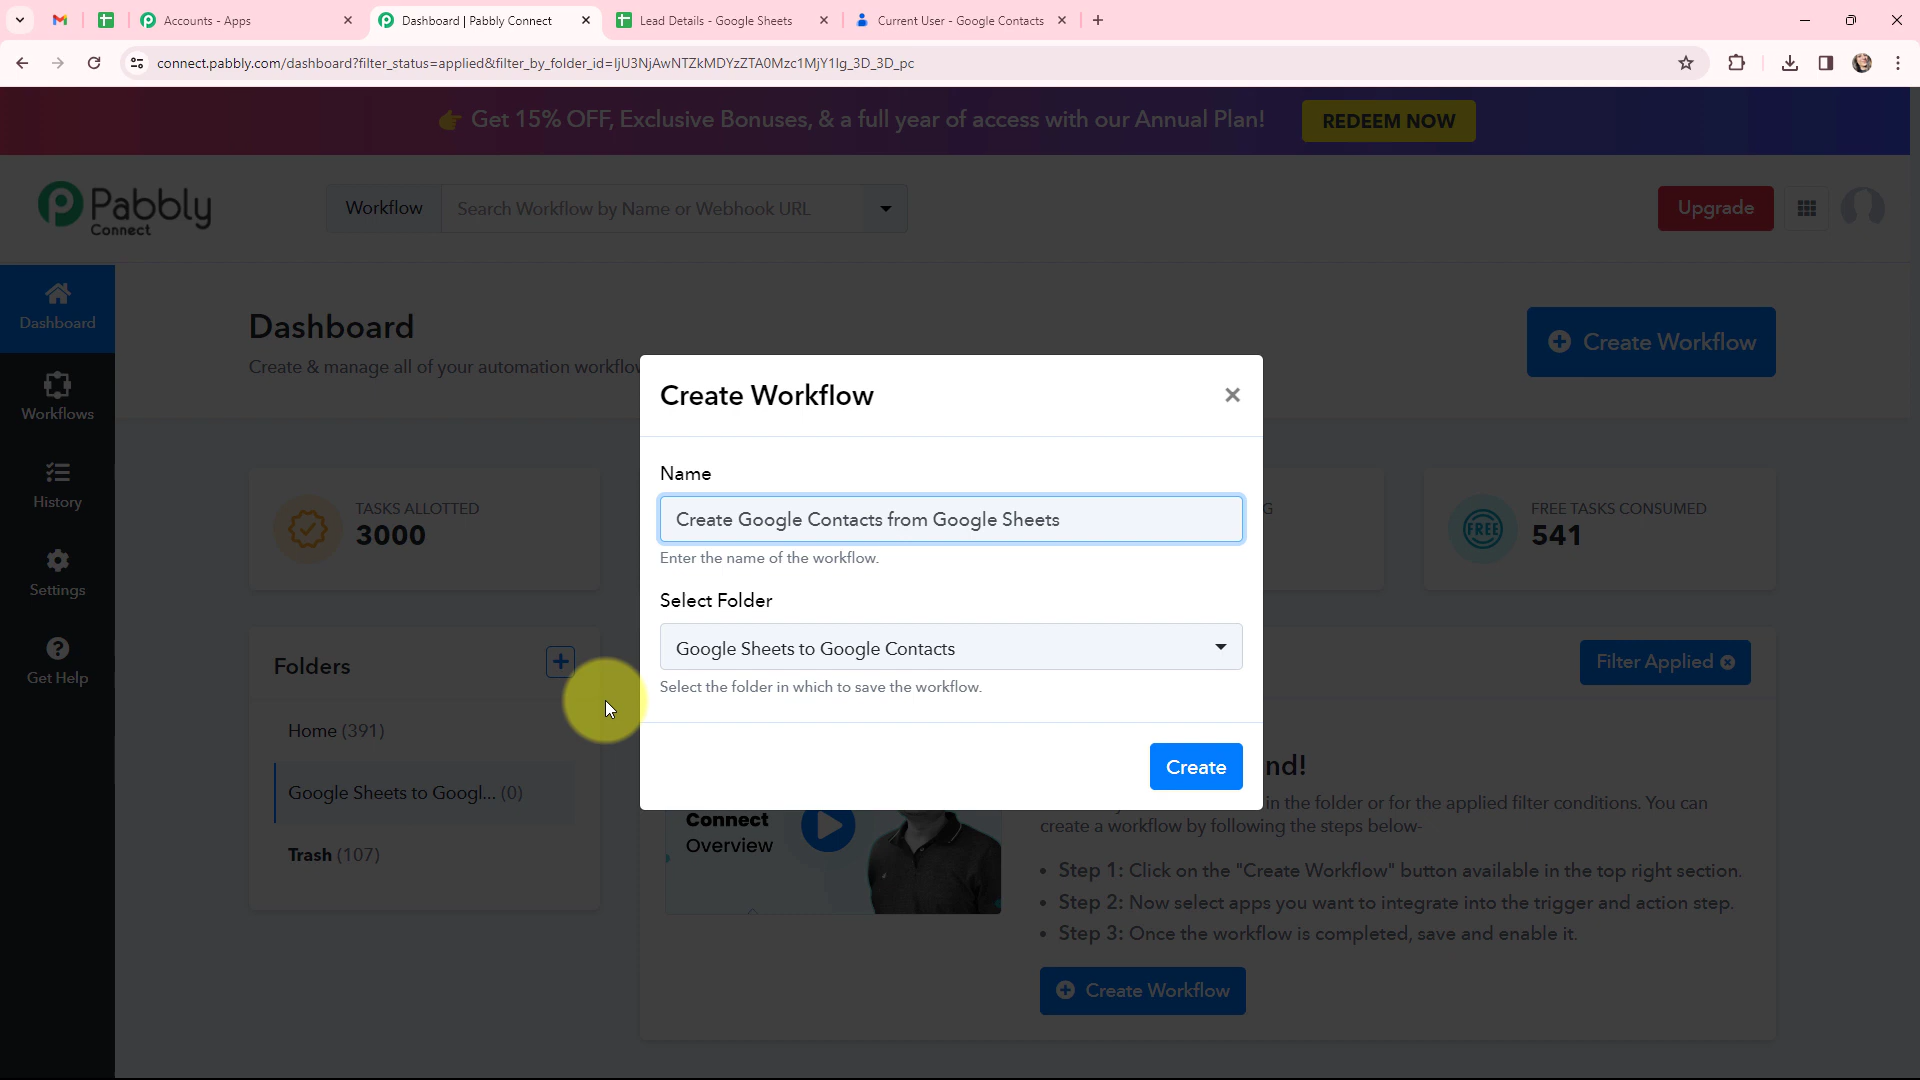 Accounts - Apps
Dashboard | Pabbly Connect
Lead Details - Google Sheets
Current User - Google Contacts
connect.pabbly.com/dashboard?filter_status=applied&filter_by_folder_id=IjU3NjAwNTZkMDYzZTA0Mzc1MjY1Ig_3D_3D_pc
Get 15% OFF, Exclusive Bonuses, & a full year of access with our Annual Plan!
REDEEM NOW
Pabbly
Connect
Workflow
Search Workflow by Name or Webhook URL
Upgrade
Dashboard
Workflows
History
Settings
Get Help
Dashboard
Create & manage all of your automation workflow
Create Workflow
TASKS ALLOTTED
3000
G
FREE
FREE TASKS CONSUMED
541
Create Workflow
Name
Create Google Contacts from Google Sheets
Enter the name of the workflow.
Select Folder
Google Sheets to Google Contacts
Select the folder in which to save the workflow.
Create
Folders
Home (391)
Google Sheets to Googl... (0)
Trash (107)
Filter Applied
nd!
in the folder or for the applied filter conditions. You can
create a workflow by following the steps below-
Connect
Overview
• Step 1: Click on the "Create Workflow" button available in the top right section.
• Step 2: Now select apps you want to integrate into the trigger and action step.
• Step 3: Once the workflow is completed, save and enable it.
Create Workflow